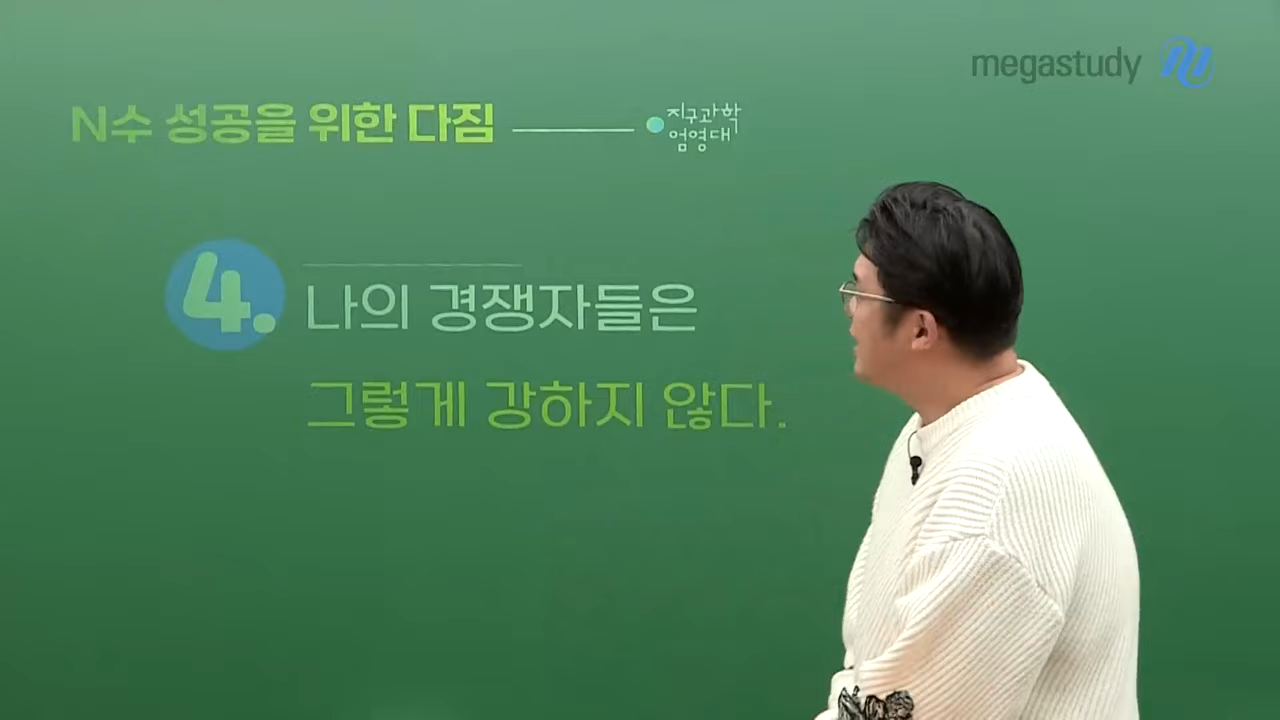 megastudy
N수 성공을 위한 다짐
지구과학
엄영대
4. 나의 경쟁자들은
그렇게 강하지 않다.